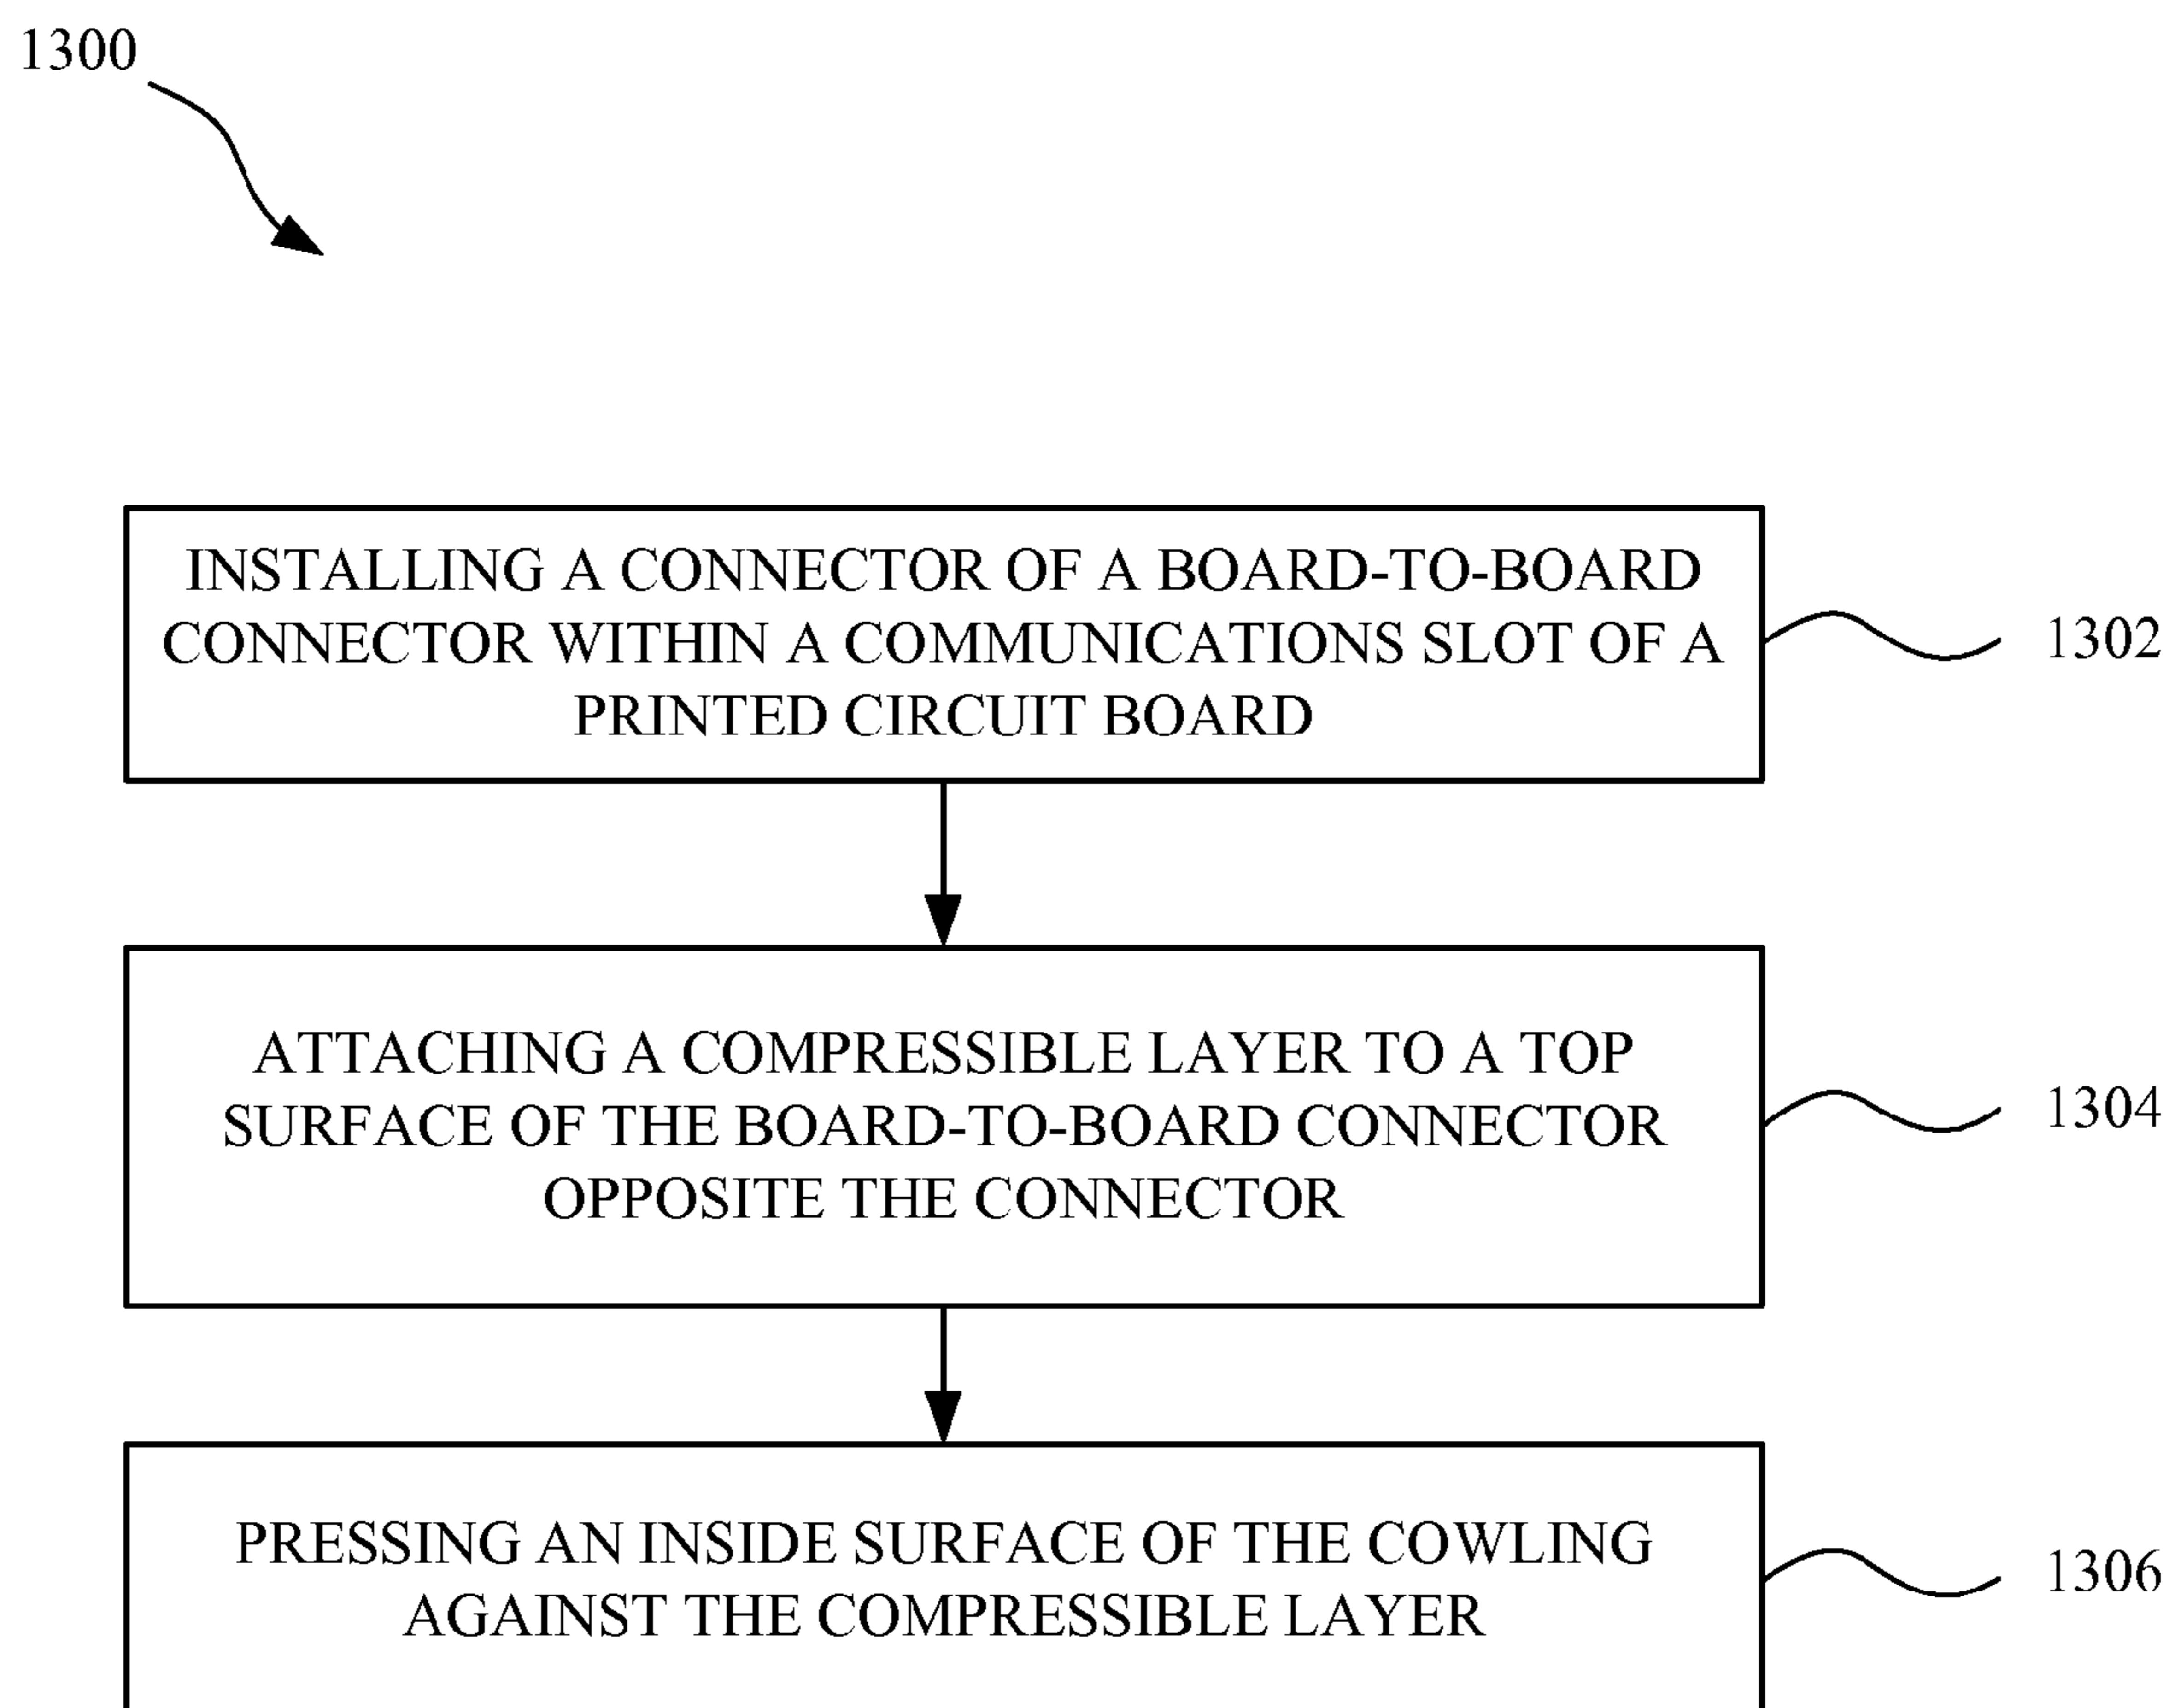 1300
INSTALLING A CONNECTOR OF A BOARD-TO-BOARD
CONNECTOR WITHIN A COMMUNICATIONS SLOT OF A
PRINTED CIRCUIT BOARD
1302
ATTACHING A COMPRESSIBLE LAYER TO A TOP
SURFACE OF THE BOARD-TO-BOARD CONNECTOR
OPPOSITE THE CONNECTOR
1304
PRESSING AN INSIDE SURFACE OF THE COWLING
AGAINST THE COMPRESSIBLE LAYER
1306